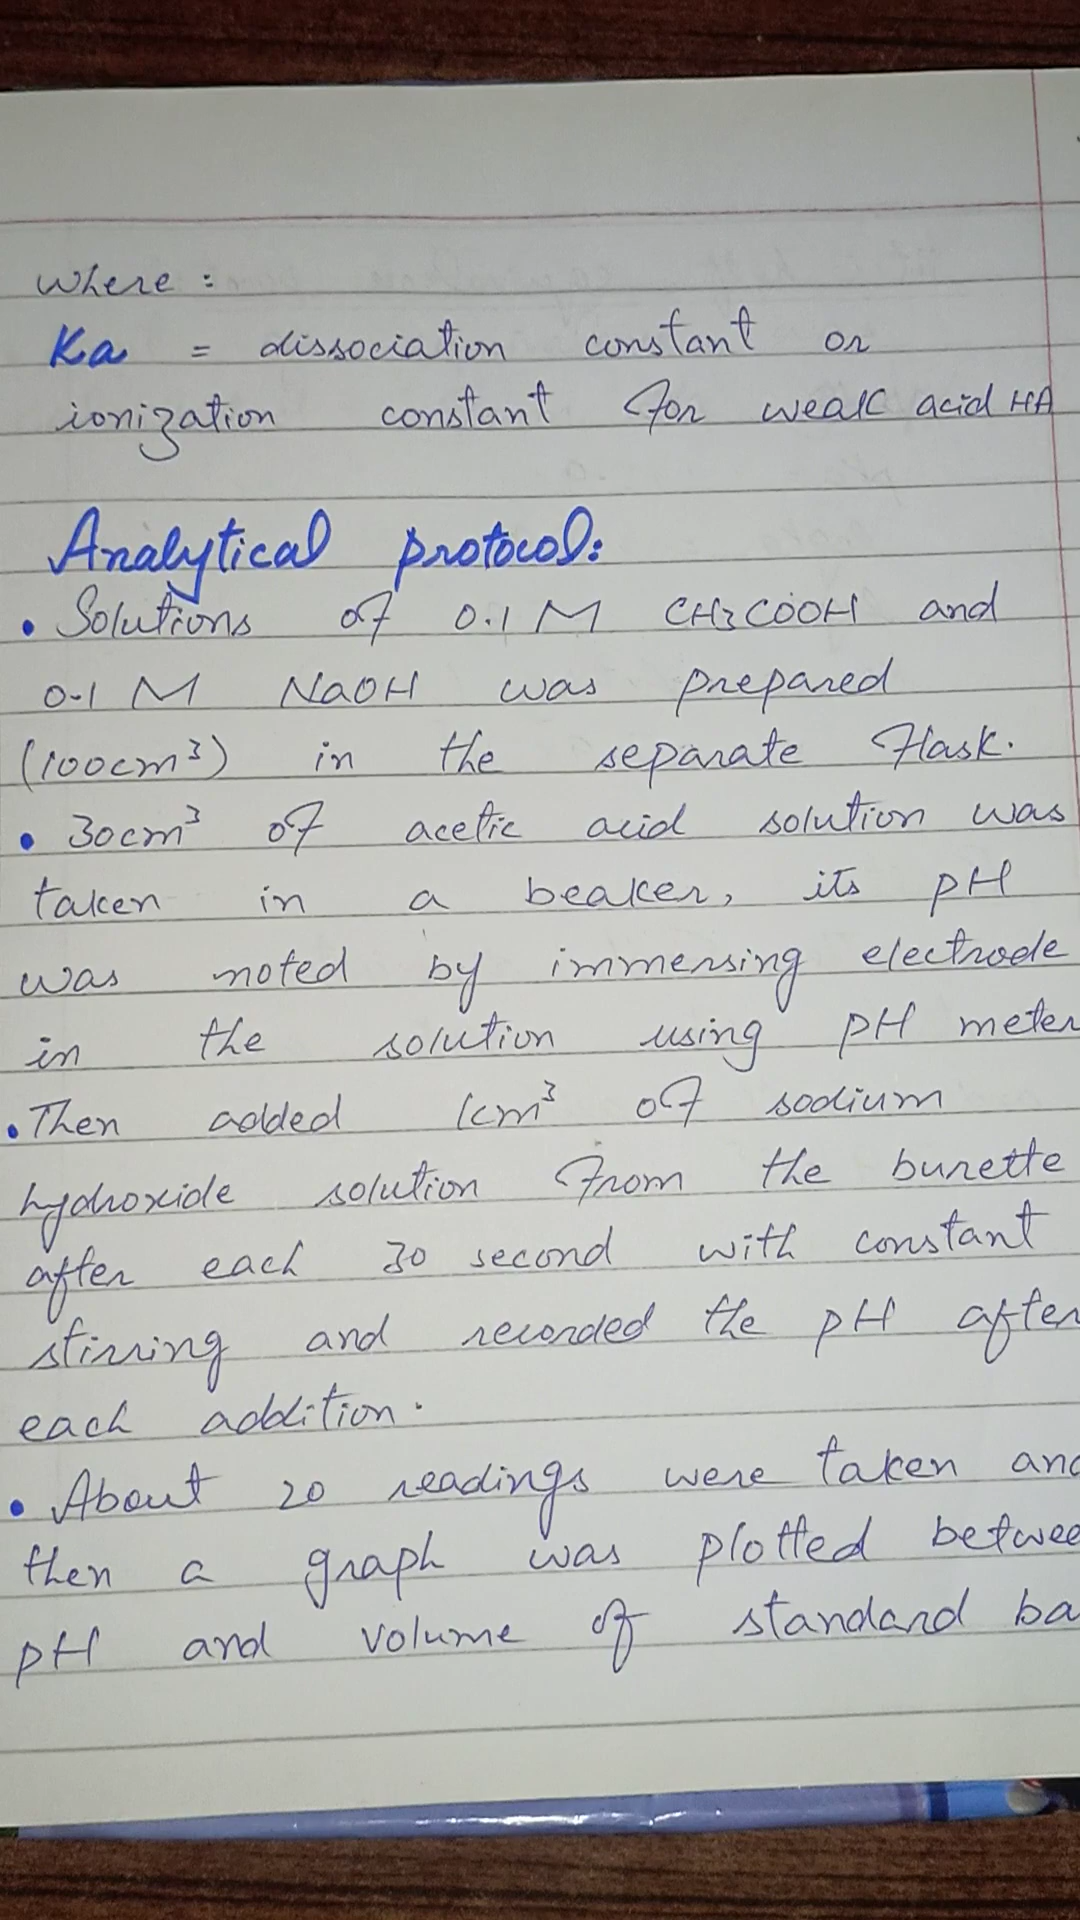 where :
Ka = dissociation constant or
ionization constant for weak acid HA
Analytical protocol:
• Solutions of 0.1 M CH3COOH and
0.1 M NaOH was prepared
(100cm³) in the separate flask.
• 30cm³ of acetic acid solution was
taken in a beaker, its pH
was noted by immersing electrode
in the solution using pH meter
• Then added 1cm³ of sodium
hydroxide solution from the burette
after each 30 second with constant
stirring and recorded the pH after
each addition.
• About 20 readings were taken and
then a graph was plotted betwee
pH and volume of standard ba